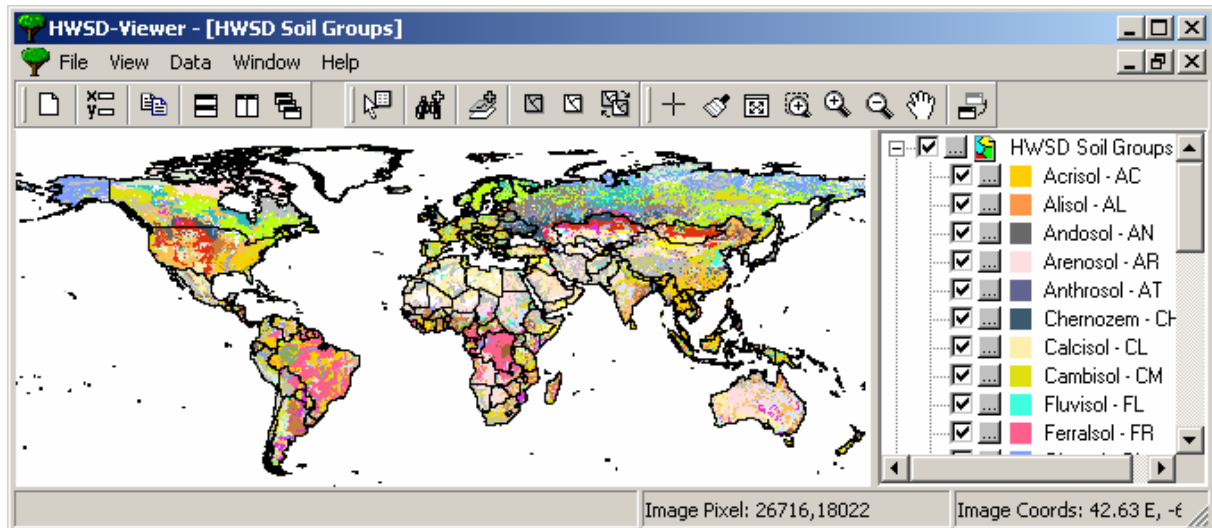 HWSD-Viewer - [HWSD Soil Groups]
File View Data Window Help
HWSD Soil Groups
Acrisol - AC
Alisol - AL
Andosol - AN
Arenosol - AR
Anthrosol - AT
Chernozem - CH
Calcisol - CL
Cambisol - CM
Fluvisol - FL
Ferralsol - FR
Image Pixel: 26716,18022
Image Coords: 42.63 E, -6